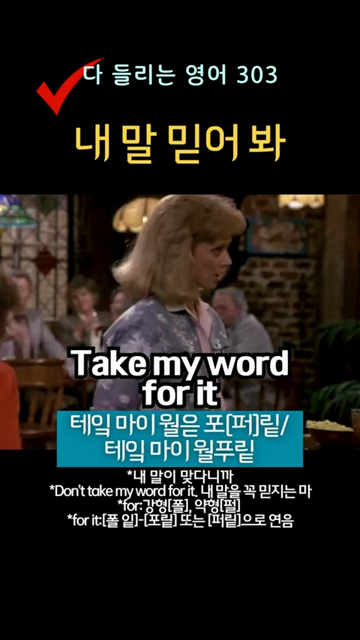 다 들리는 영어 303
내 말 믿어 봐
Take my word
for it
테잌 마이 월은 포[퍼]맅/
테잌 마이 월푸맅
*내 말이 맞다니까
*Don't take my word for it, 내 말을 꼭 믿지는 마
*for:강형[폴], 약형[펄]
*for it:[폴 잍]-[포맅] 또는 [퍼맅]으로 연음